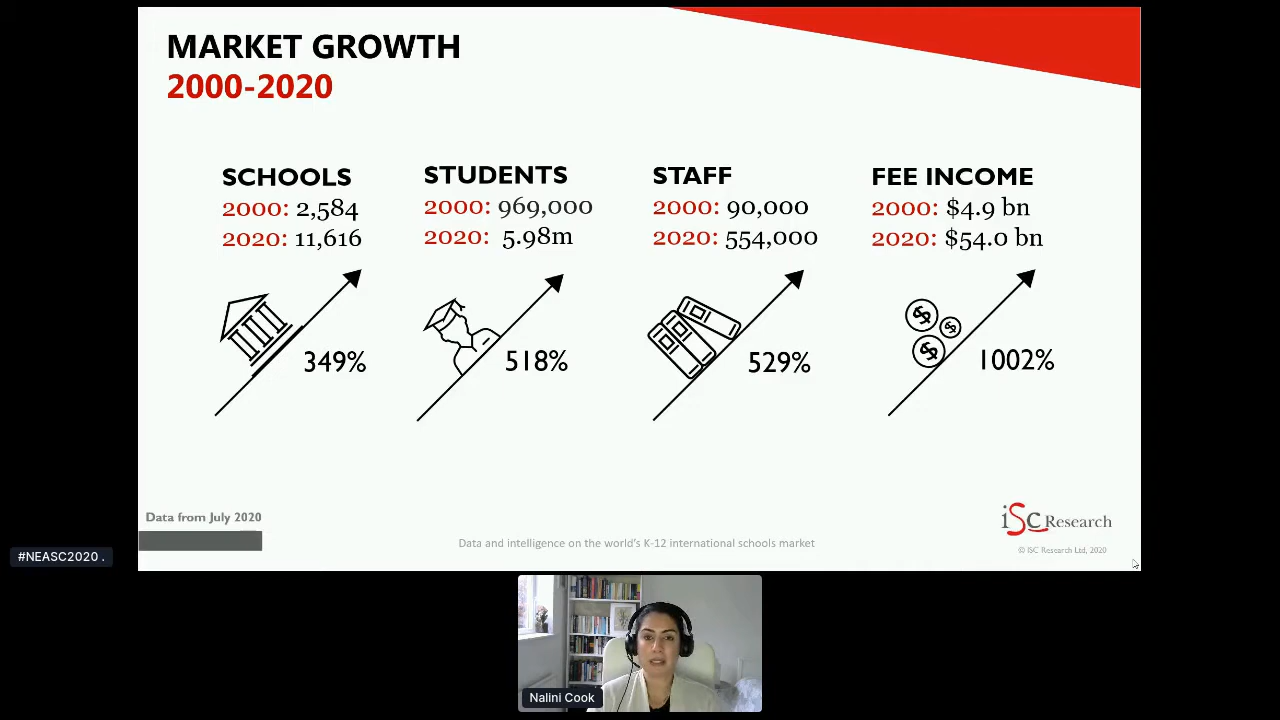 MARKET GROWTH
2000-2020
SCHOOLS
2000: 2,584
2020: 11,616
349%
STUDENTS
2000: 969,000
2020: 5.98m
518%
STAFF
2000: 90,000
2020: 554,000
529%
FEE INCOME
2000: $4.9 bn
2020: $54.0 bn
1002%
Data from July 2020
Data and intelligence on the world's K-12 international schools market
iSC Research
© ISC Research Ltd, 2020
#NEASC2020 .
Nalini Cook